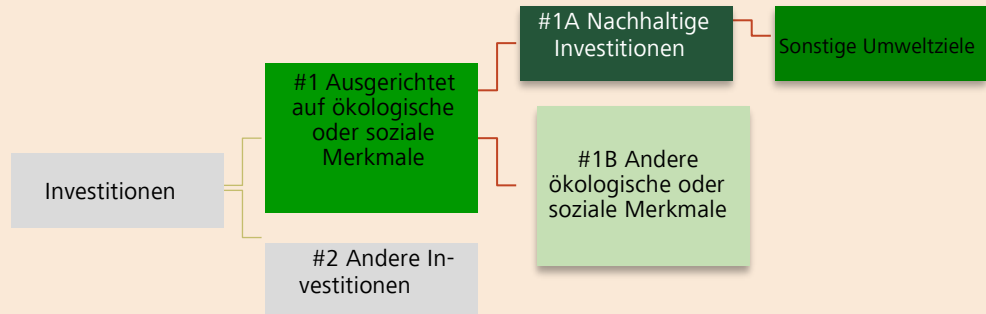 Investitionen
#1 Ausgerichtet
auf ökologische
oder soziale
Merkmale
#2 Andere In-
vestitionen
#1A Nachhaltige
Investitionen
#1B Andere
ökologische oder
soziale Merkmale
Sonstige Umweltziele